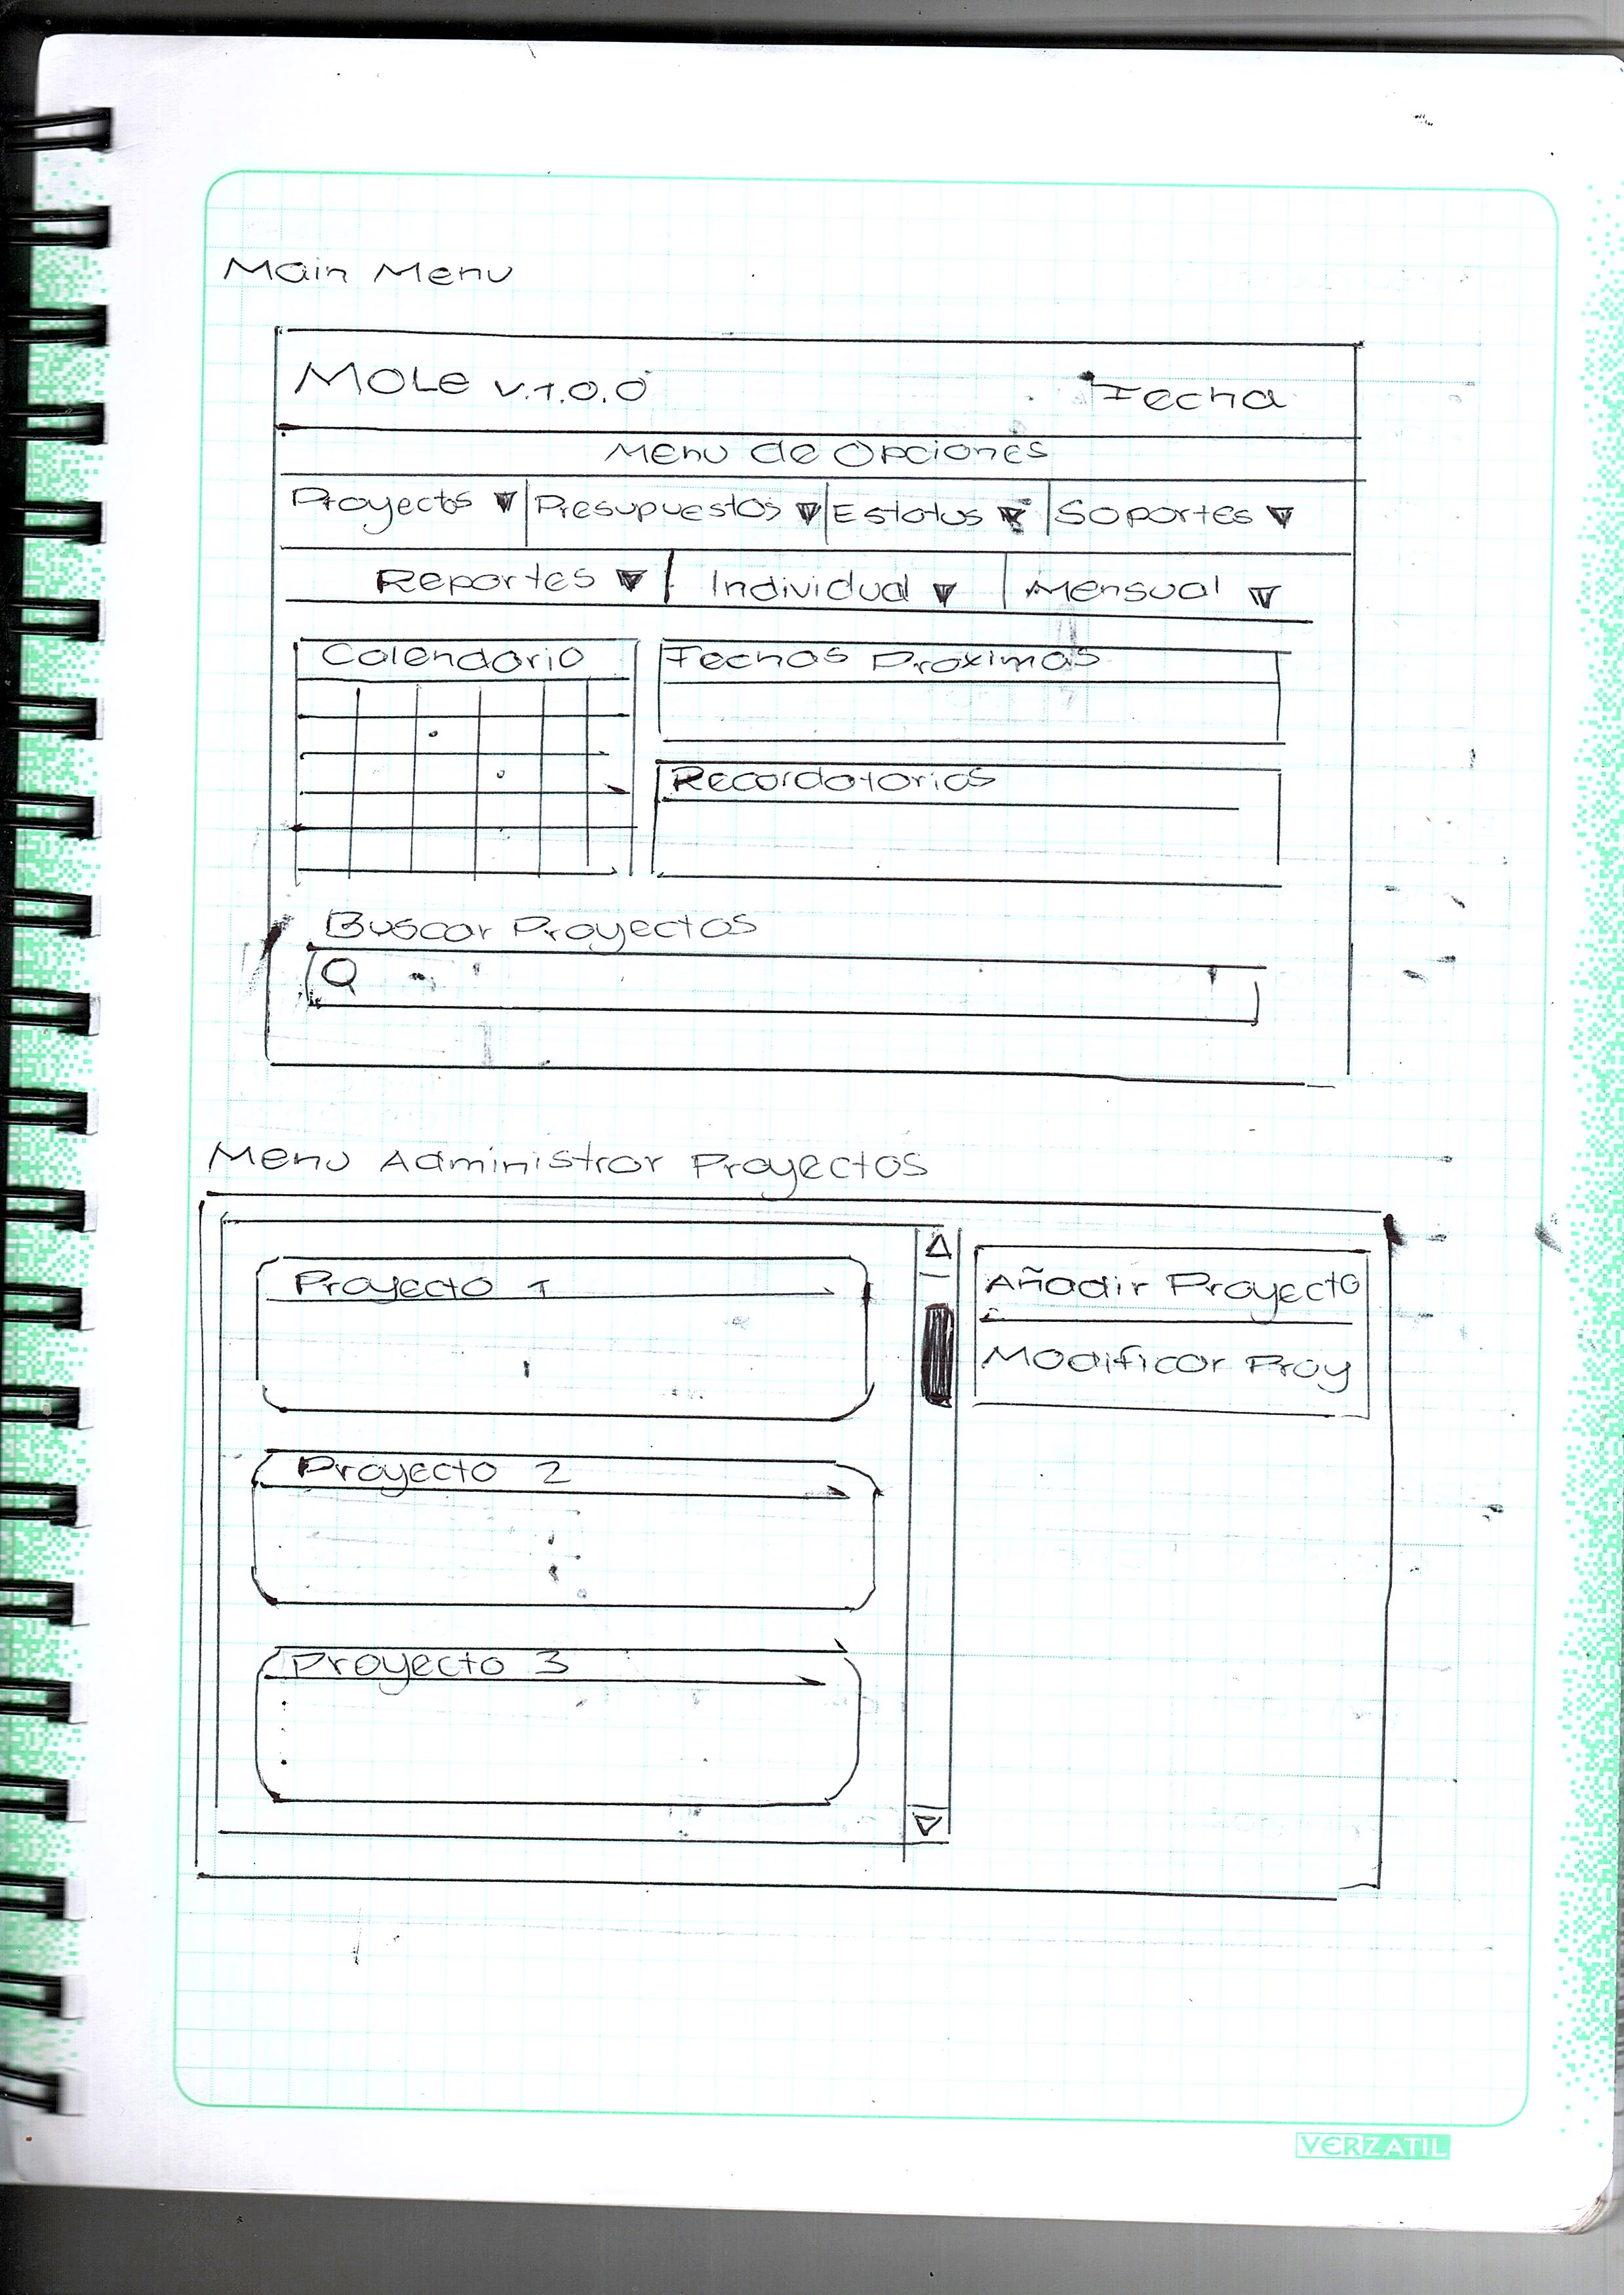 Main Menu
MOLE v.1.0.0 Fecha
Menu de Opciones
Proyectos Presupuestos Estatus Soportes
Reportes Individual Mensual
Calendario Fechas Proximas
Recordatorios
Buscar Proyectos
Menu Administrar Proyectos
Proyecto 1
Añadir Proyecto
Modificar Proy
Proyecto 2
Proyecto 3
VERZATIL